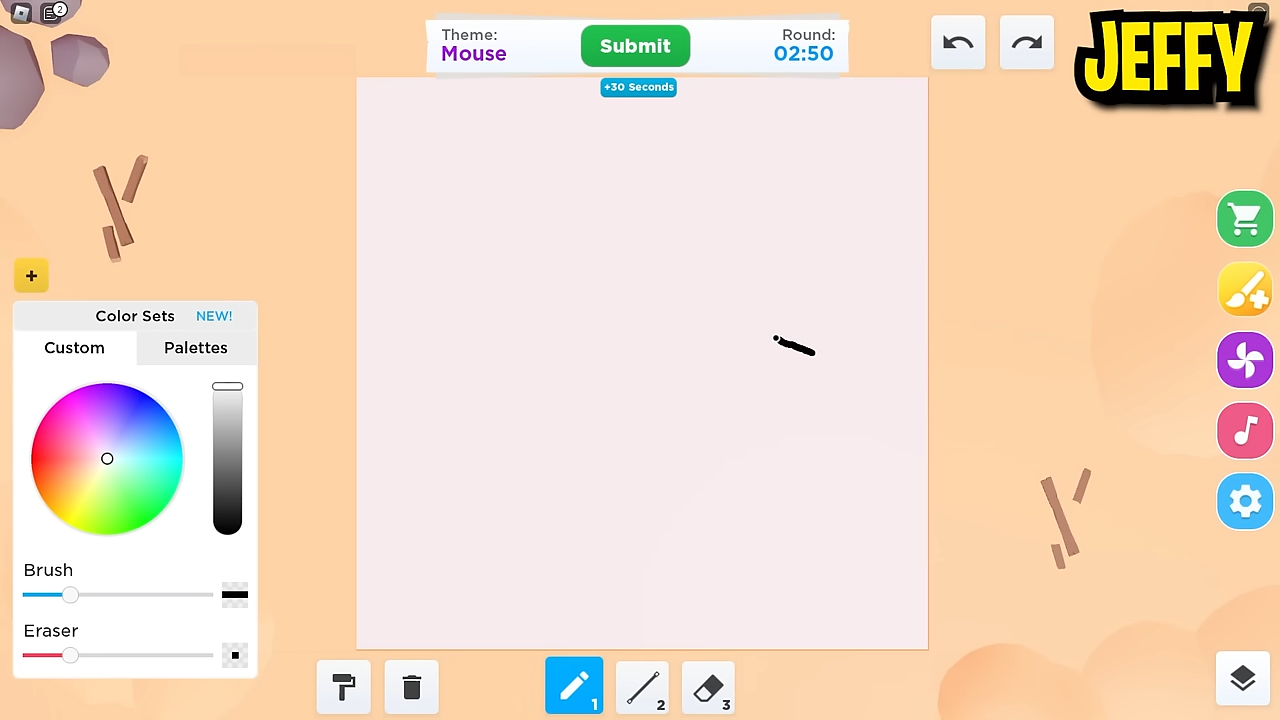 2
Theme:
Mouse
Submit
Round:
02:50
+30 Seconds
JEFFY
+
Color Sets NEW!
Custom Palettes
Brush
Eraser
1
2
3